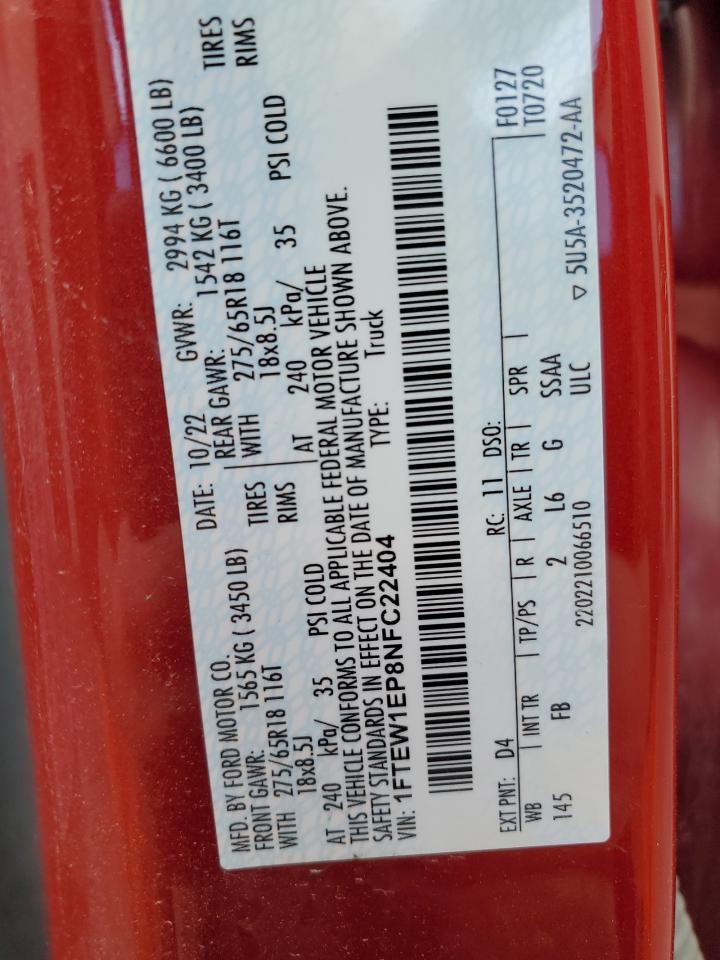 MFD. BY FORD MOTOR CO.
DATE: 10/22 GVWR: 2994 KG ( 6600 LB)
FRONT GAWR: 1565 KG ( 3450 LB) REAR GAWR: 1542 KG ( 3400 LB)
WITH 275/65R18 116T TIRES WITH 275/65R18 116T TIRES
18x8.5J RIMS 18x8.5J RIMS
AT 240 kPa/ 35 PSI COLD AT 240 kPa/ 35 PSI COLD
THIS VEHICLE CONFORMS TO ALL APPLICABLE FEDERAL MOTOR VEHICLE
SAFETY STANDARDS IN EFFECT ON THE DATE OF MANUFACTURE SHOWN ABOVE.
VIN: 1FTEW1EP8NFC22404 TYPE: Truck
EXT PNT: D4 RC: 11 DSO: F0127
WB INT TR TP/PS R AXLE TR SPR T0720
145 FB 2 L6 G SSAA
2202210066510 ULC ▽ 5U5A-3520472-AA